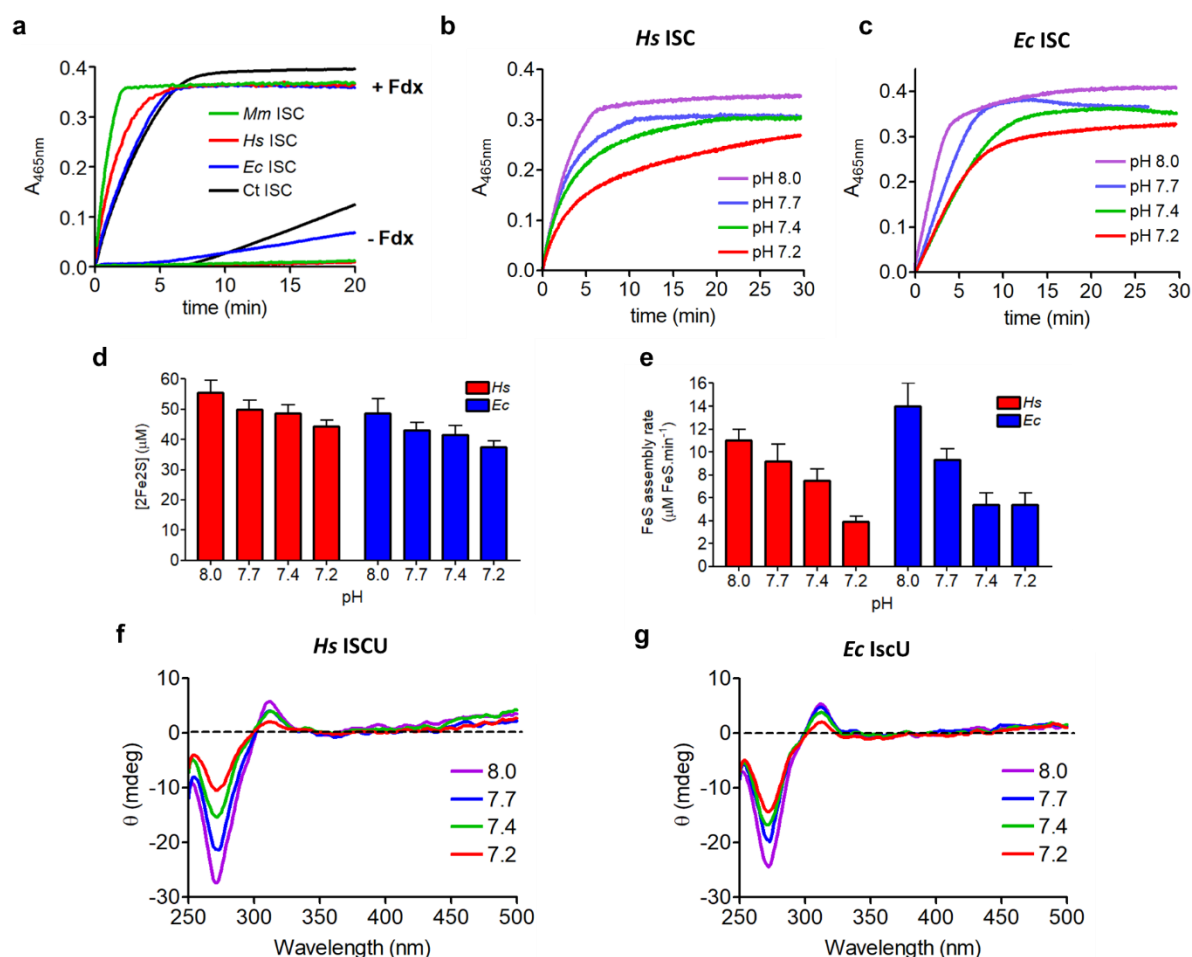 a
0.4
0.3
0.2
0.1
0.0
A465nm
0 5 10 15 20
time (min)
+ Fdx
Mm ISC
Hs ISC
Ec ISC
Ct ISC
- Fdx
b
Hs ISC
0.4
0.3
0.2
0.1
0.0
A465nm
0 5 10 15 20 25 30
time (min)
pH 8.0
pH 7.7
pH 7.4
pH 7.2
c
Ec ISC
0.4
0.3
0.2
0.1
0.0
A465nm
0 5 10 15 20 25 30
time (min)
pH 8.0
pH 7.7
pH 7.4
pH 7.2
d
60
50
40
30
20
10
0
[2Fe2S] (µM)
Hs
Ec
8.0 7.7 7.4 7.2 8.0 7.7 7.4 7.2
pH
e
16
14
12
10
8
6
4
2
0
FeS assembly rate
(µM FeS.min-1)
Hs
Ec
8.0 7.7 7.4 7.2 8.0 7.7 7.4 7.2
pH
f
Hs ISCU
10
0
-10
-20
-30
θ (mdeg)
8.0
7.7
7.4
7.2
250 300 350 400 450 500
Wavelength (nm)
g
Ec IscU
10
0
-10
-20
-30
θ (mdeg)
8.0
7.7
7.4
7.2
250 300 350 400 450 500
Wavelength (nm)